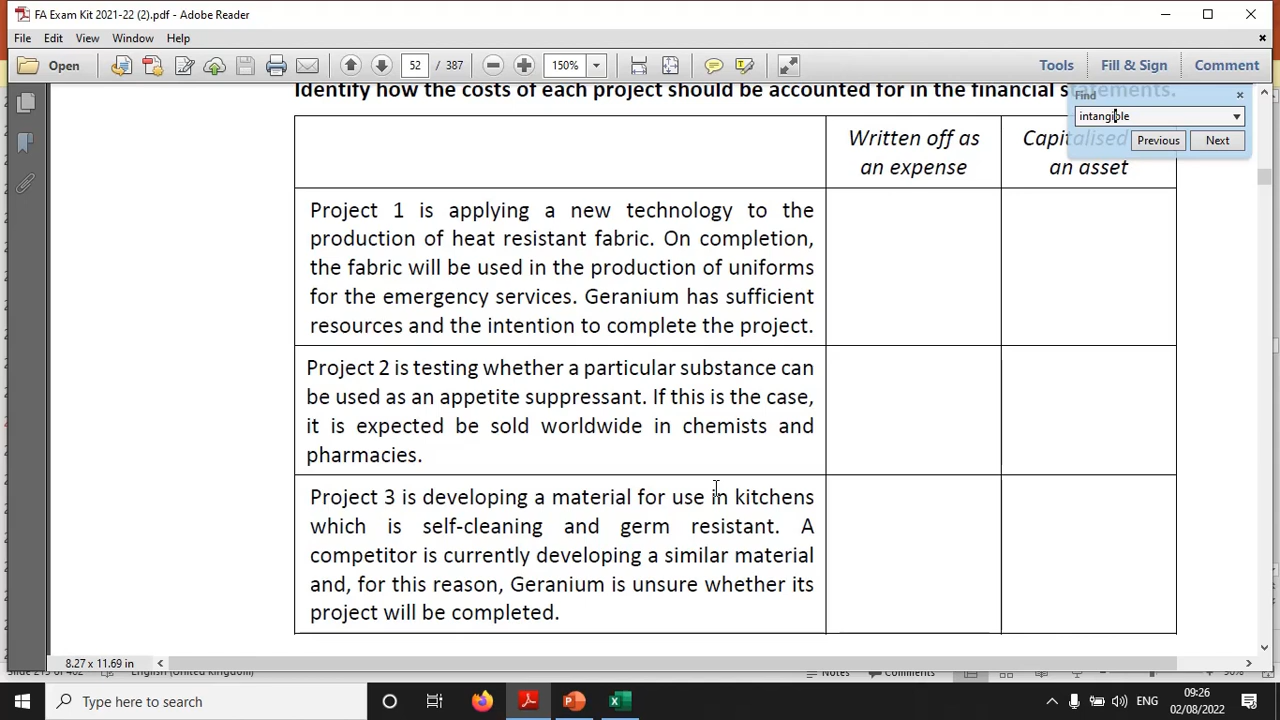 FA Exam Kit 2021-22 (2).pdf - Adobe Reader
File Edit View Window Help
Open 52 / 387 150% Tools Fill & Sign Comment
Identify how the costs of each project should be accounted for in the financial statements.
Find
intangible
Previous Next
Written off as
an expense
Capitalised
an asset
Project 1 is applying a new technology to the
production of heat resistant fabric. On completion,
the fabric will be used in the production of uniforms
for the emergency services. Geranium has sufficient
resources and the intention to complete the project.
Project 2 is testing whether a particular substance can
be used as an appetite suppressant. If this is the case,
it is expected be sold worldwide in chemists and
pharmacies.
Project 3 is developing a material for use in kitchens
which is self-cleaning and germ resistant. A
competitor is currently developing a similar material
and, for this reason, Geranium is unsure whether its
project will be completed.
8.27 x 11.69 in
English (United Kingdom) Notes Comments 90%
Type here to search
ENG
09:26
02/08/2022